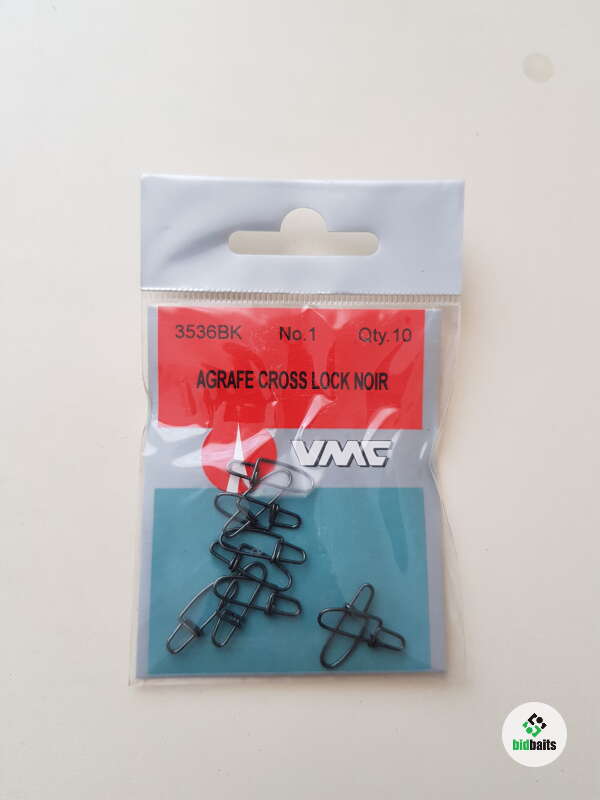 3536BK No.1 Qty.10
AGRAFE CROSS LOCK NOIR
VMC
bidbaits